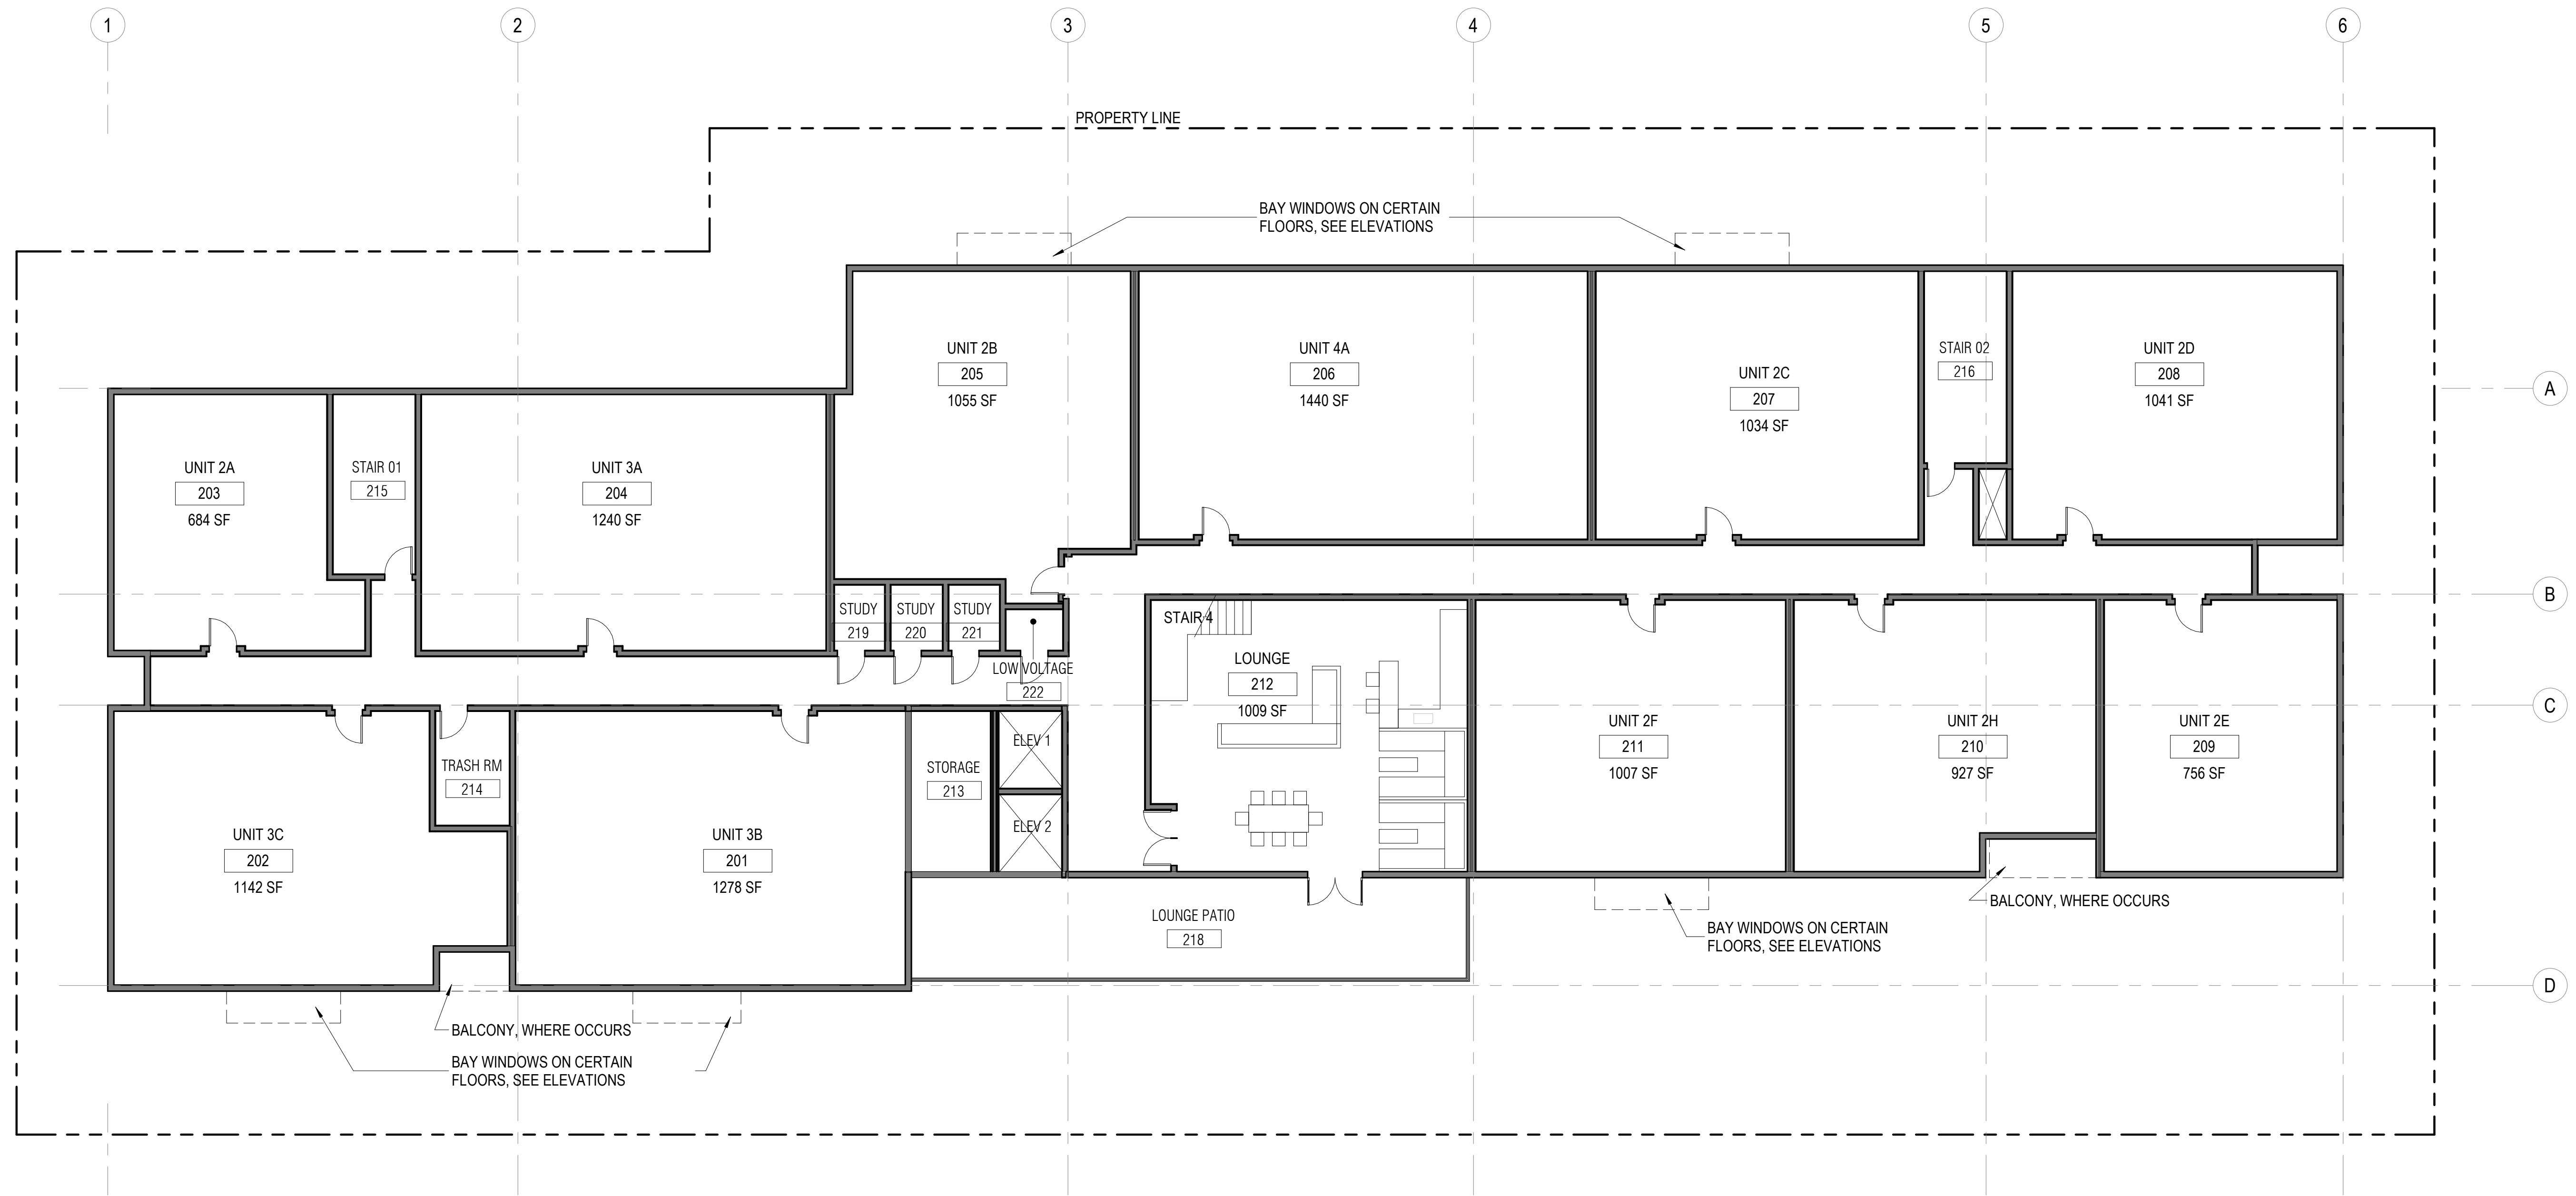 1
2
3
4
5
6
PROPERTY LINE
BAY WINDOWS ON CERTAIN
FLOORS, SEE ELEVATIONS
UNIT 2B
205
1055 SF
UNIT 4A
206
1440 SF
UNIT 2C
207
1034 SF
STAIR 02
216
UNIT 2D
208
1041 SF
A
UNIT 2A
203
684 SF
STAIR 01
215
UNIT 3A
204
1240 SF
B
STUDY
219
STUDY
220
STUDY
221
LOW VOLTAGE
222
STAIR 4
LOUNGE
212
1009 SF
C
UNIT 2F
211
1007 SF
UNIT 2H
210
927 SF
UNIT 2E
209
756 SF
TRASH RM
214
STORAGE
213
ELEV 1
ELEV 2
UNIT 3C
202
1142 SF
UNIT 3B
201
1278 SF
LOUNGE PATIO
218
BAY WINDOWS ON CERTAIN
FLOORS, SEE ELEVATIONS
BALCONY, WHERE OCCURS
D
BALCONY, WHERE OCCURS
BAY WINDOWS ON CERTAIN
FLOORS, SEE ELEVATIONS